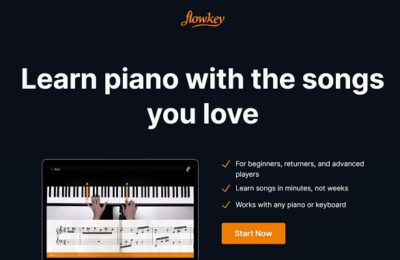 flowkey
Learn piano with the songs
you love
For beginners, returners, and advanced
players
Learn songs in minutes, not weeks
Works with any piano or keyboard
Start Now